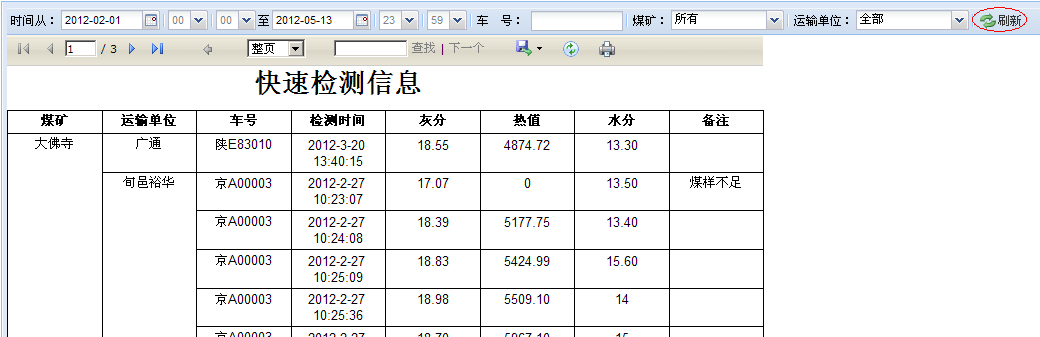 时间从： 2012-02-01 00 00 至 2012-05-13 23 59 车 号： 煤矿： 所有 运输单位： 全部 刷新
1 / 3 整页 查找 | 下一个
快速检测信息
煤矿 运输单位 车号 检测时间 灰分 热值 水分 备注
大佛寺 广通 陕E83010 2012-3-20 18.55 4874.72 13.30
13:40:15
旬邑裕华 京A00003 2012-2-27 17.07 0 13.50 煤样不足
10:23:07
京A00003 2012-2-27 18.39 5177.75 13.40
10:24:08
京A00003 2012-2-27 18.83 5424.99 15.60
10:25:09
京A00003 2012-2-27 18.98 5509.10 14
10:25:36
京A00003 2012-2-27